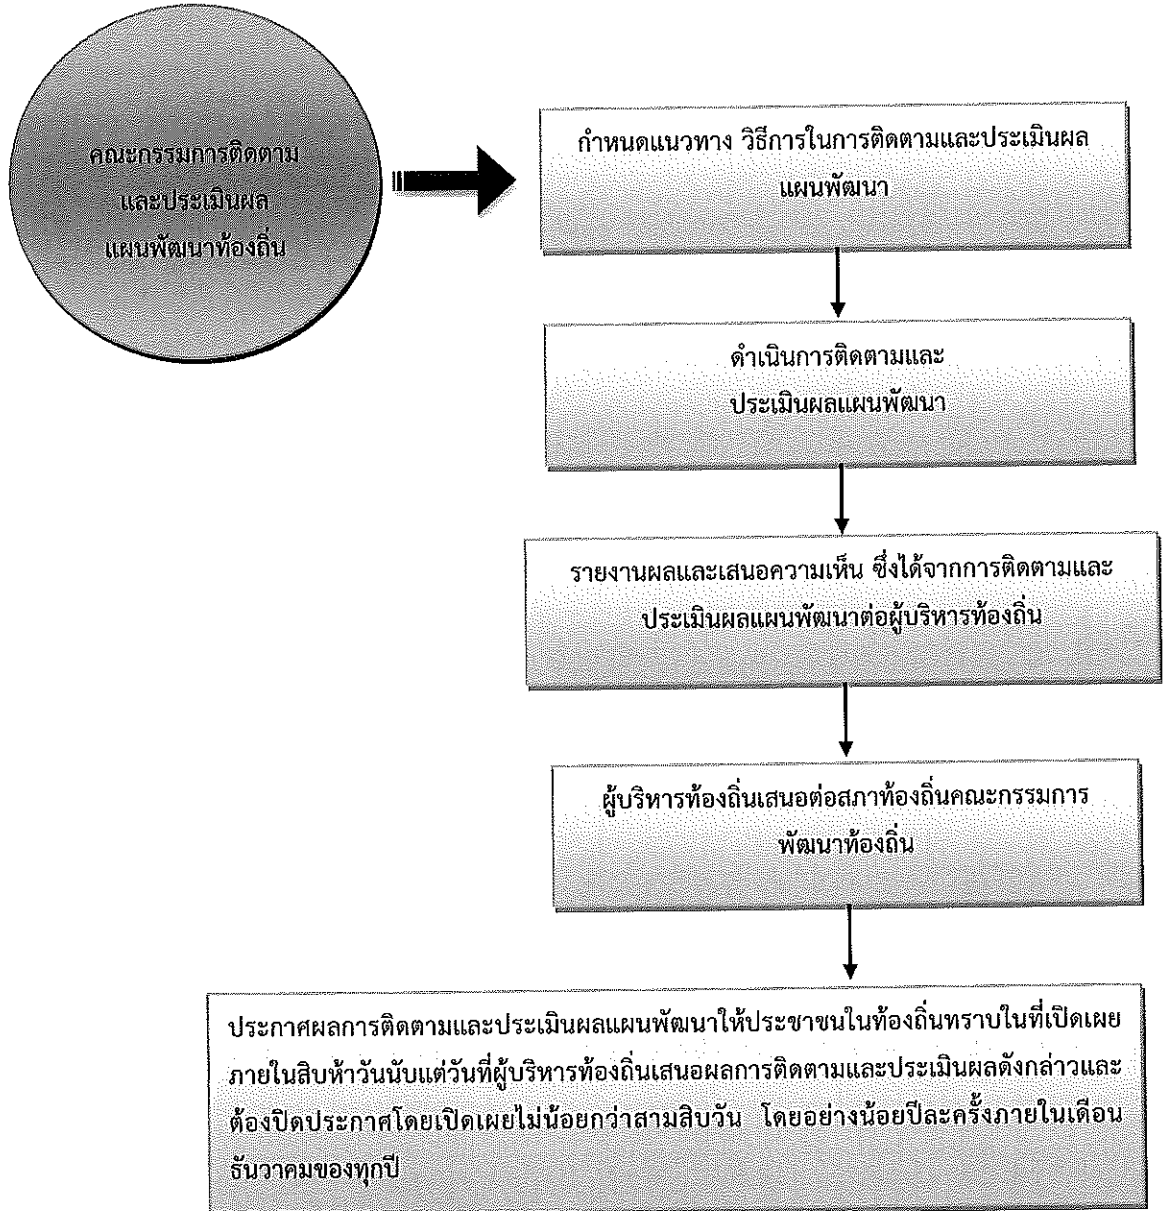 คณะกรรมการติดตาม
และประเมินผล
แผนพัฒนาท้องถิ่น
กำหนดแนวทาง วิธีการในการติดตามและประเมินผล
แผนพัฒนา
ดำเนินการติดตามและ
ประเมินผลแผนพัฒนา
รายงานผลและเสนอความเห็น ซึ่งได้จากการติดตามและ
ประเมินผลแผนพัฒนาต่อผู้บริหารท้องถิ่น
ผู้บริหารท้องถิ่นเสนอต่อสภาท้องถิ่นคณะกรรมการ
พัฒนาท้องถิ่น
ประกาศผลการติดตามและประเมินผลแผนพัฒนาให้ประชาชนในท้องถิ่นทราบในที่เปิดเผย
ภายในสิบห้าวันนับแต่วันที่ผู้บริหารท้องถิ่นเสนอผลการติดตามและประเมินผลดังกล่าวและ
ต้องปิดประกาศโดยเปิดเผยไม่น้อยกว่าสามสิบวัน โดยอย่างน้อยปีละครั้งภายในเดือน
ธันวาคมของทุกปี